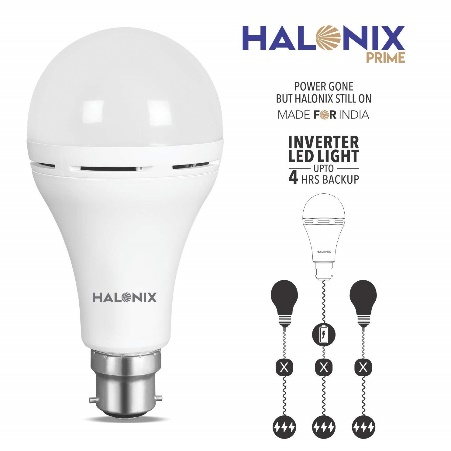 HALONIX
PRIME
POWER GONE
BUT HALONIX STILL ON
MADE FOR INDIA
INVERTER
LED LIGHT
UPTO
4 HRS BACKUP
HALONIX
X X X